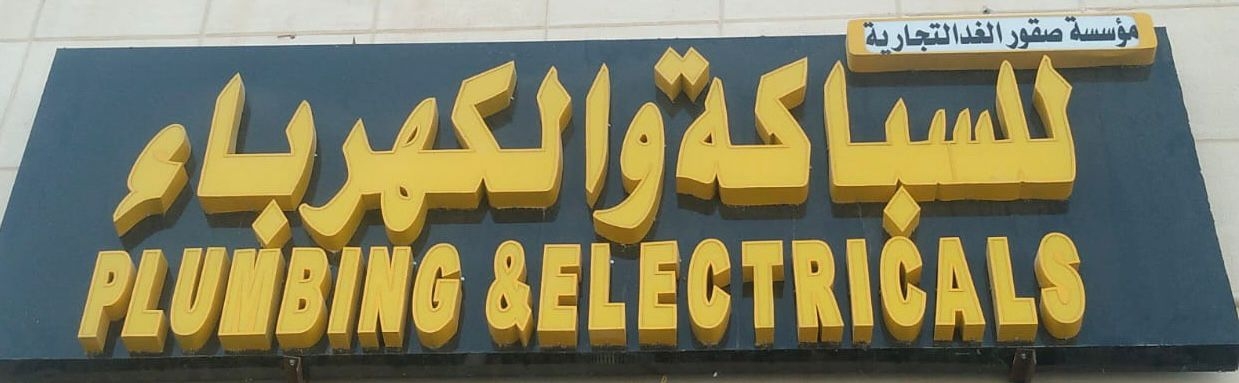 مؤسسة صقور الغد التجارية
للسباكة والكهرباء
PLUMBING & ELECTRICALS